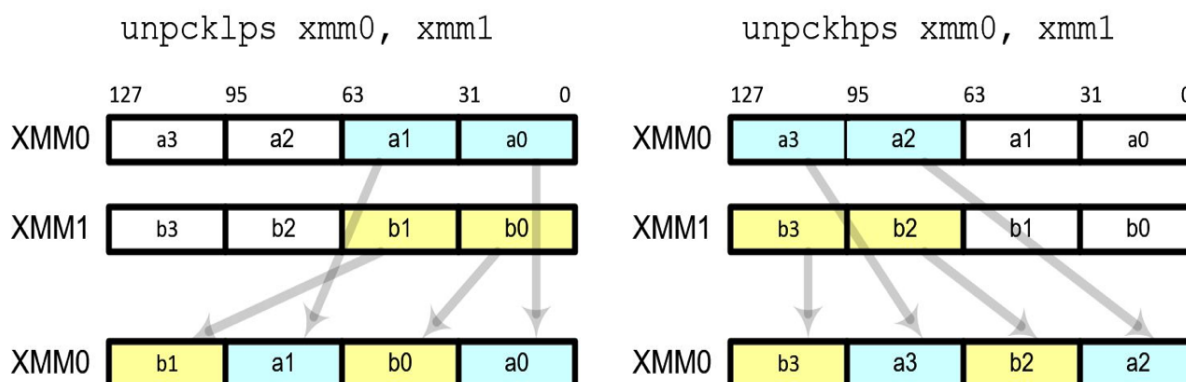 unpcklps xmm0, xmm1
127 95 63 31 0
XMM0 a3 a2 a1 a0
XMM1 b3 b2 b1 b0
XMM0 b1 a1 b0 a0
unpckhps xmm0, xmm1
127 95 63 31 0
XMM0 a3 a2 a1 a0
XMM1 b3 b2 b1 b0
XMM0 b3 a3 b2 a2